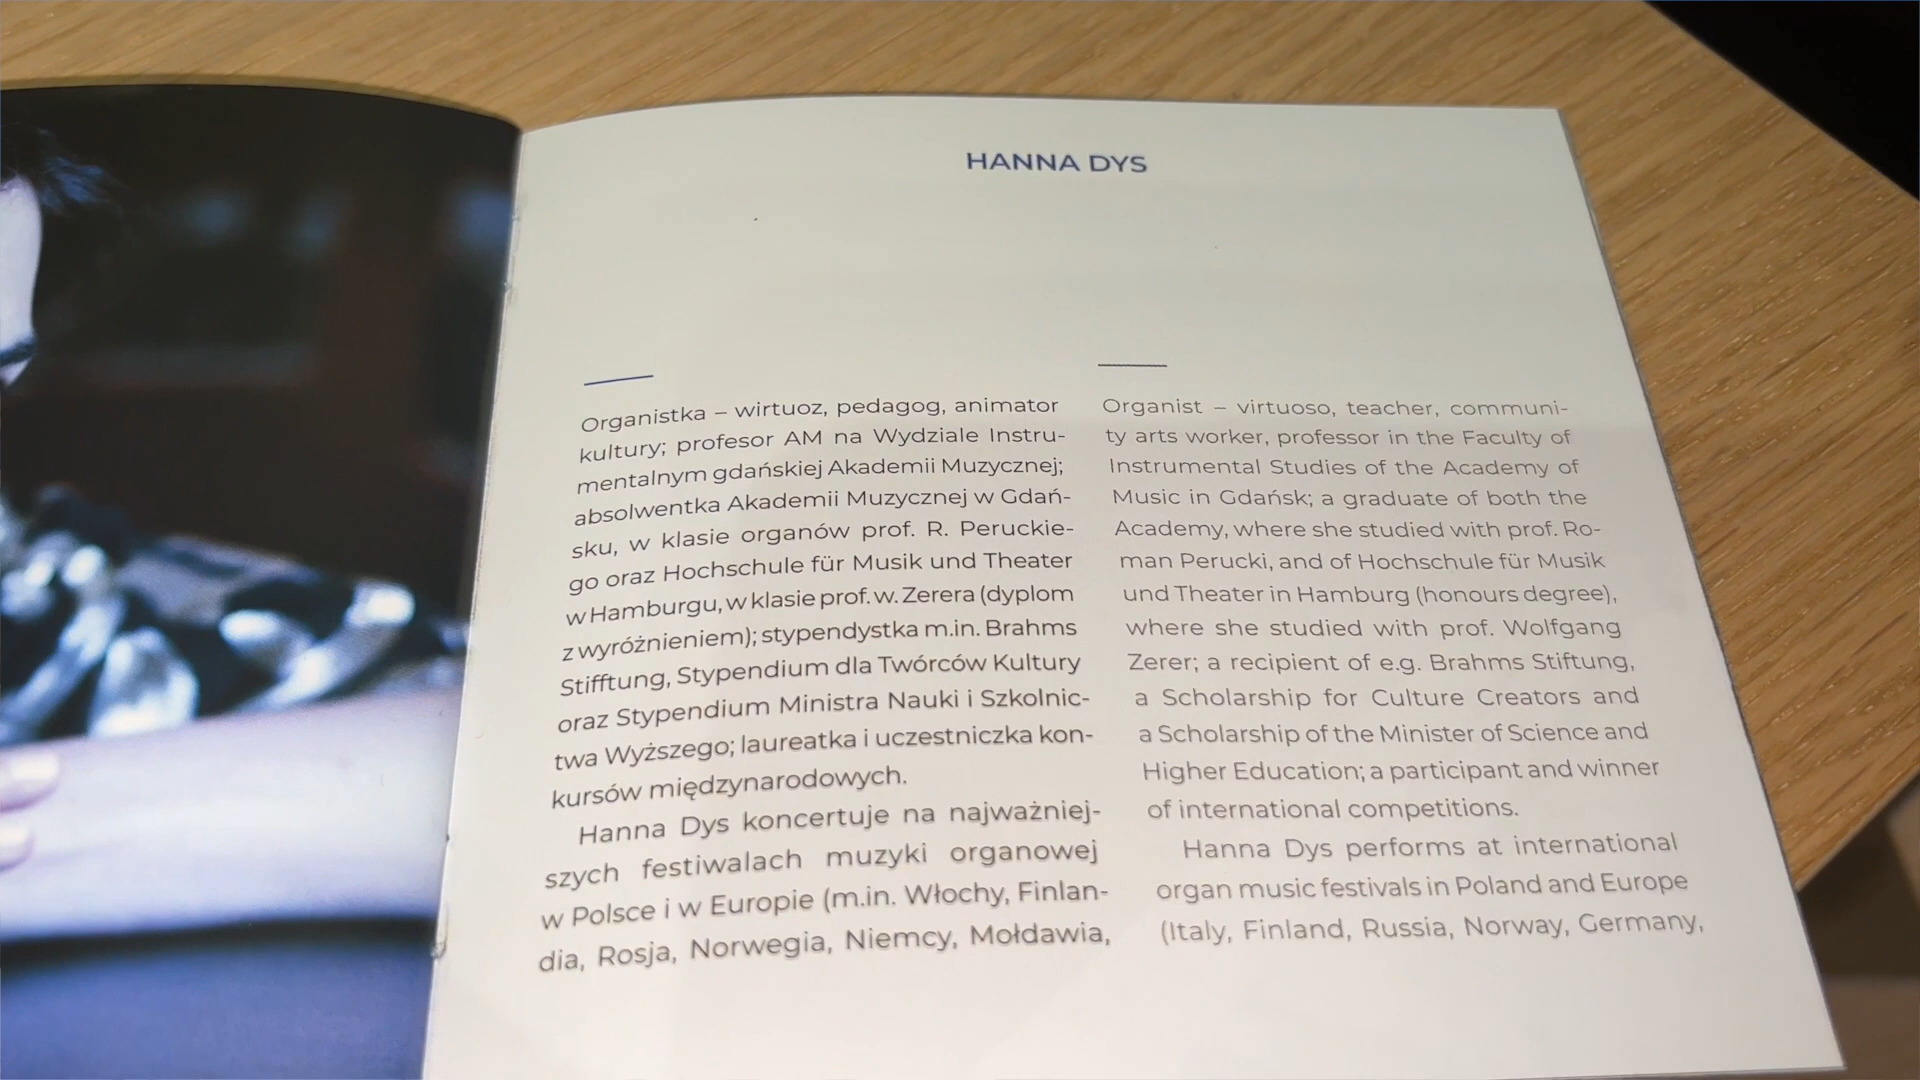 HANNA DYS
Organistka – wirtuoz, pedagog, animator
kultury; profesor AM na Wydziale Instru-
mentalnym gdańskiej Akademii Muzycznej;
absolwentka Akademii Muzycznej w Gdań-
sku, w klasie organów prof. R. Peruckie-
go oraz Hochschule für Musik und Theater
w Hamburgu, w klasie prof. w. Zerera (dyplom
z wyróżnieniem); stypendystka m.in. Brahms
Stifftung, Stypendium dla Twórców Kultury
oraz Stypendium Ministra Nauki i Szkolnic-
twa Wyższego; laureatka i uczestniczka kon-
kursów międzynarodowych.
Hanna Dys koncertuje na najważniej-
szych festiwalach muzyki organowej
w Polsce i w Europie (m.in. Włochy, Finlan-
dia, Rosja, Norwegia, Niemcy, Mołdawia,
Organist – virtuoso, teacher, communi-
ty arts worker, professor in the Faculty of
Instrumental Studies of the Academy of
Music in Gdańsk; a graduate of both the
Academy, where she studied with prof. Ro-
man Perucki, and of Hochschule für Musik
und Theater in Hamburg (honours degree),
where she studied with prof. Wolfgang
Zerer; a recipient of e.g. Brahms Stiftung,
a Scholarship for Culture Creators and
a Scholarship of the Minister of Science and
Higher Education; a participant and winner
of international competitions.
Hanna Dys performs at international
organ music festivals in Poland and Europe
(Italy, Finland, Russia, Norway, Germany,